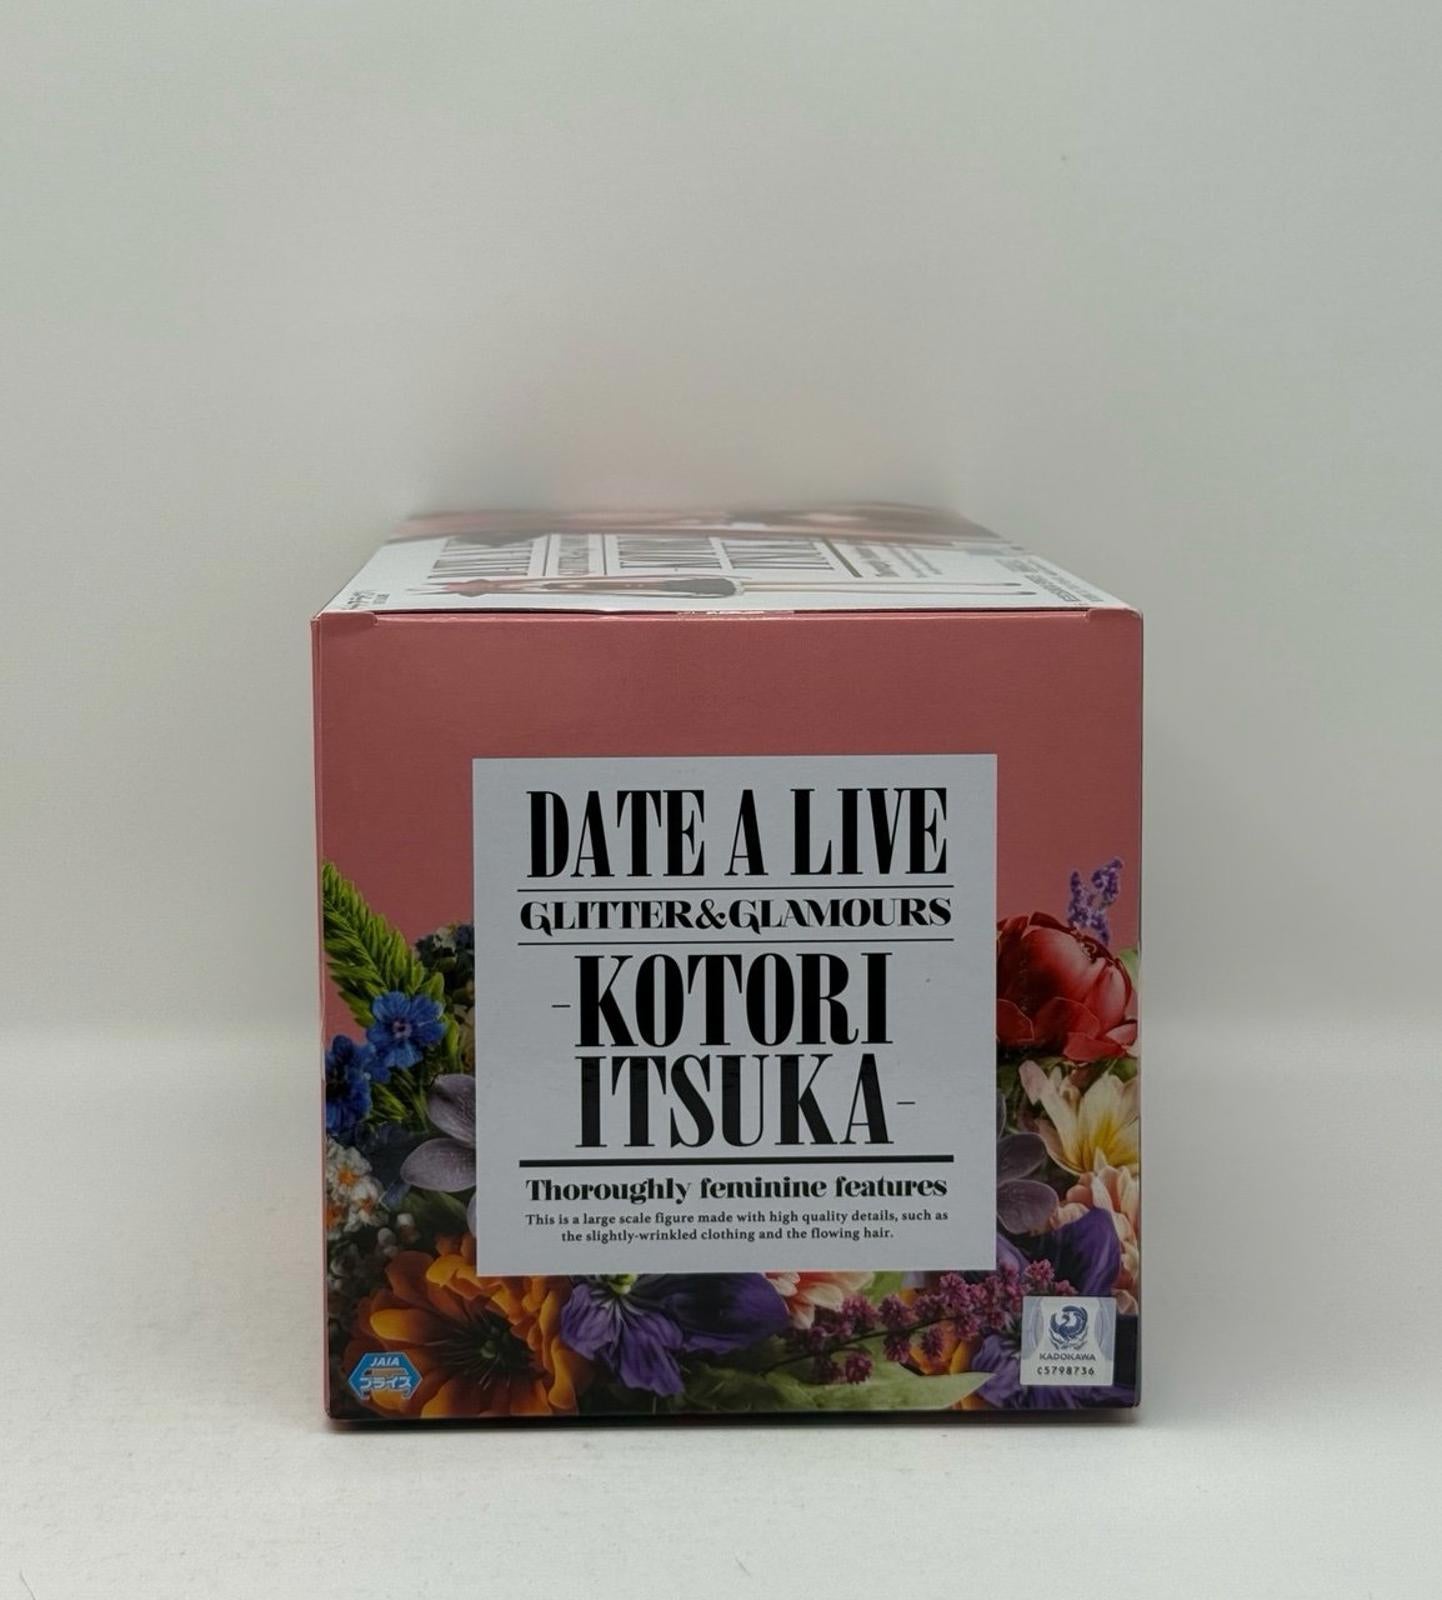 DATE A LIVE
GLITTER&GLAMOURS
-KOTORI
ITSUKA-
Thoroughly feminine features
This is a large scale figure made with high quality details, such as
the slightly-wrinkled clothing and the flowing hair.
JAIA
プライズ
KADOKAWA
C5798736